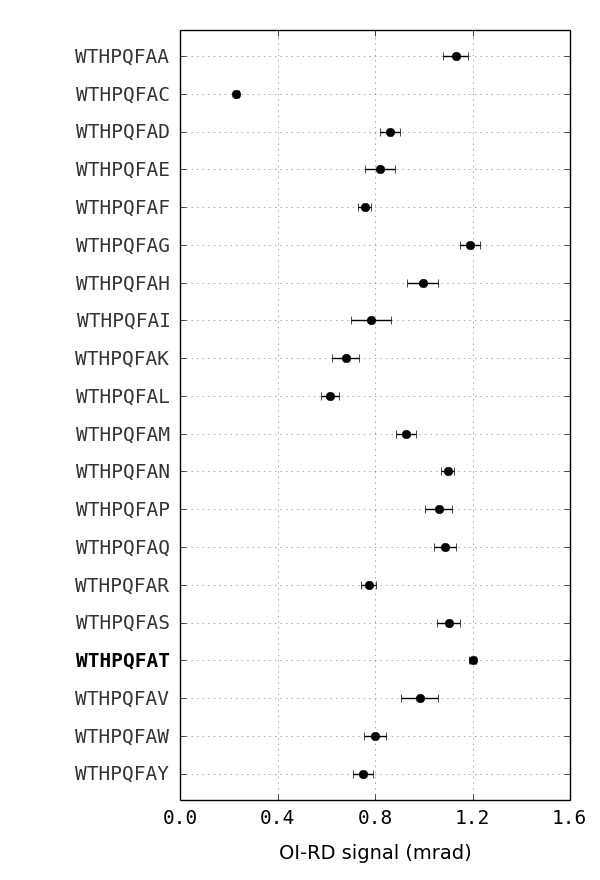 WTHPQFAA
WTHPQFAC
WTHPQFAD
WTHPQFAE
WTHPQFAF
WTHPQFAG
WTHPQFAH
WTHPQFAI
WTHPQFAK
WTHPQFAL
WTHPQFAM
WTHPQFAN
WTHPQFAP
WTHPQFAQ
WTHPQFAR
WTHPQFAS
WTHPQFAT
WTHPQFAV
WTHPQFAW
WTHPQFAY
0.0 0.4 0.8 1.2 1.6
OI-RD signal (mrad)